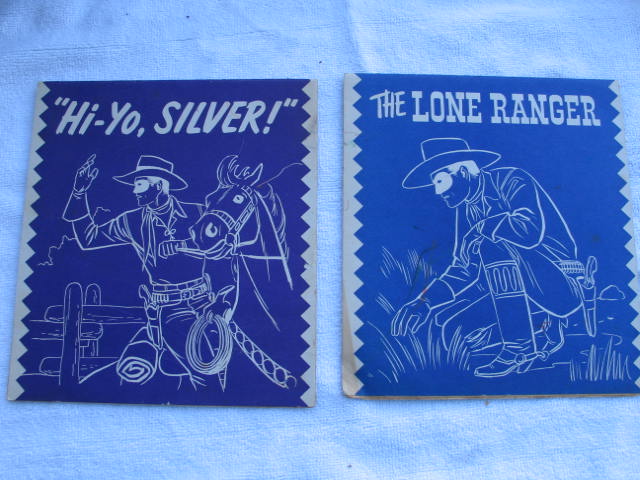 "Hi-Yo, SILVER!"
THE LONE RANGER